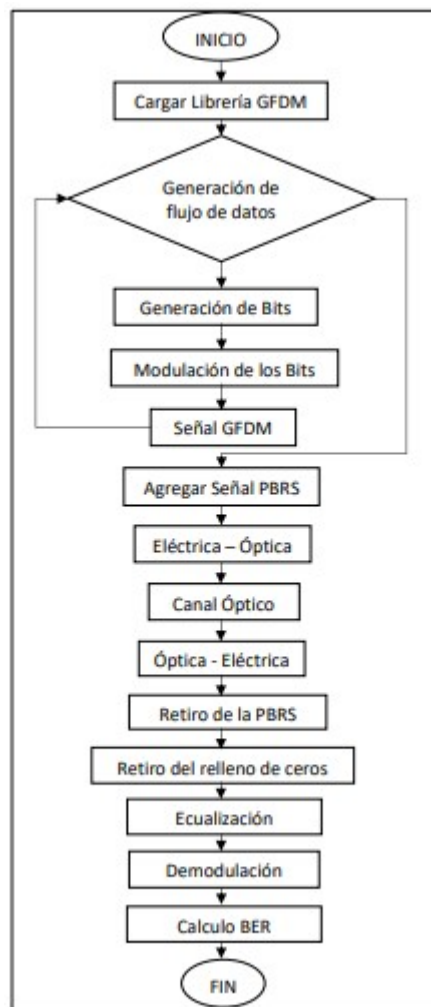 INICIO
Cargar Librería GFDM
Generación de
flujo de datos
Generación de Bits
Modulación de los Bits
Señal GFDM
Agregar Señal PBRS
Eléctrica – Óptica
Canal Óptico
Óptica - Eléctrica
Retiro de la PBRS
Retiro del relleno de ceros
Ecualización
Demodulación
Calculo BER
FIN